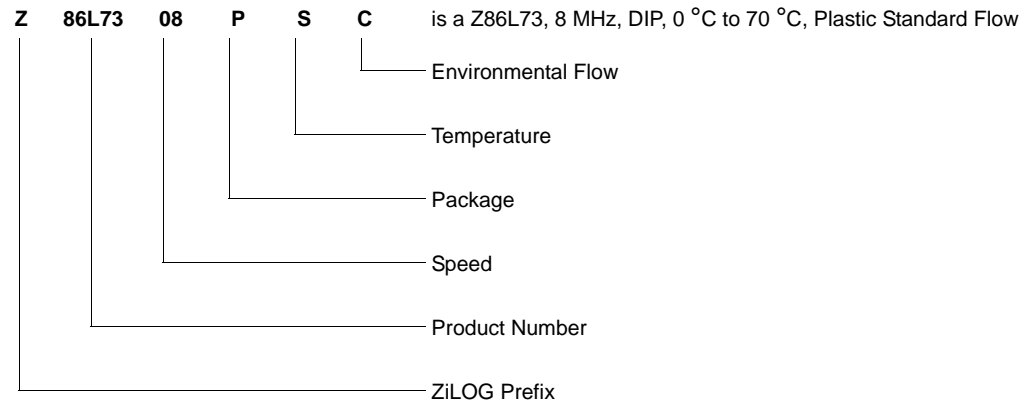 Z 86L73 08 P S C is a Z86L73, 8 MHz, DIP, 0 °C to 70 °C, Plastic Standard Flow
Environmental Flow
Temperature
Package
Speed
Product Number
ZiLOG Prefix